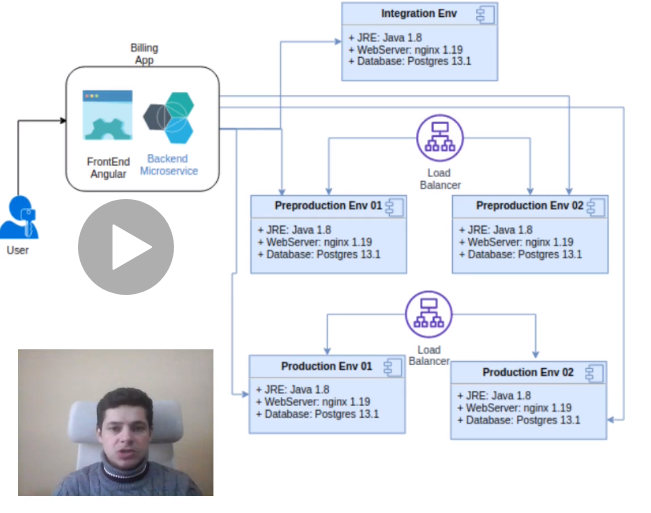 Integration Env
+ JRE: Java 1.8
+ WebServer: nginx 1.19
+ Database: Postgres 13.1
Billing
App
FrontEnd
Angular
Backend
Microservice
User
Load
Balancer
Preproduction Env 01
+ JRE: Java 1.8
+ WebServer: nginx 1.19
+ Database: Postgres 13.1
Preproduction Env 02
+ JRE: Java 1.8
+ WebServer: nginx 1.19
+ Database: Postgres 13.1
Load
Balancer
Production Env 01
+ JRE: Java 1.8
+ WebServer: nginx 1.19
+ Database: Postgres 13.1
Production Env 02
+ JRE: Java 1.8
+ WebServer: nginx 1.19
+ Database: Postgres 13.1